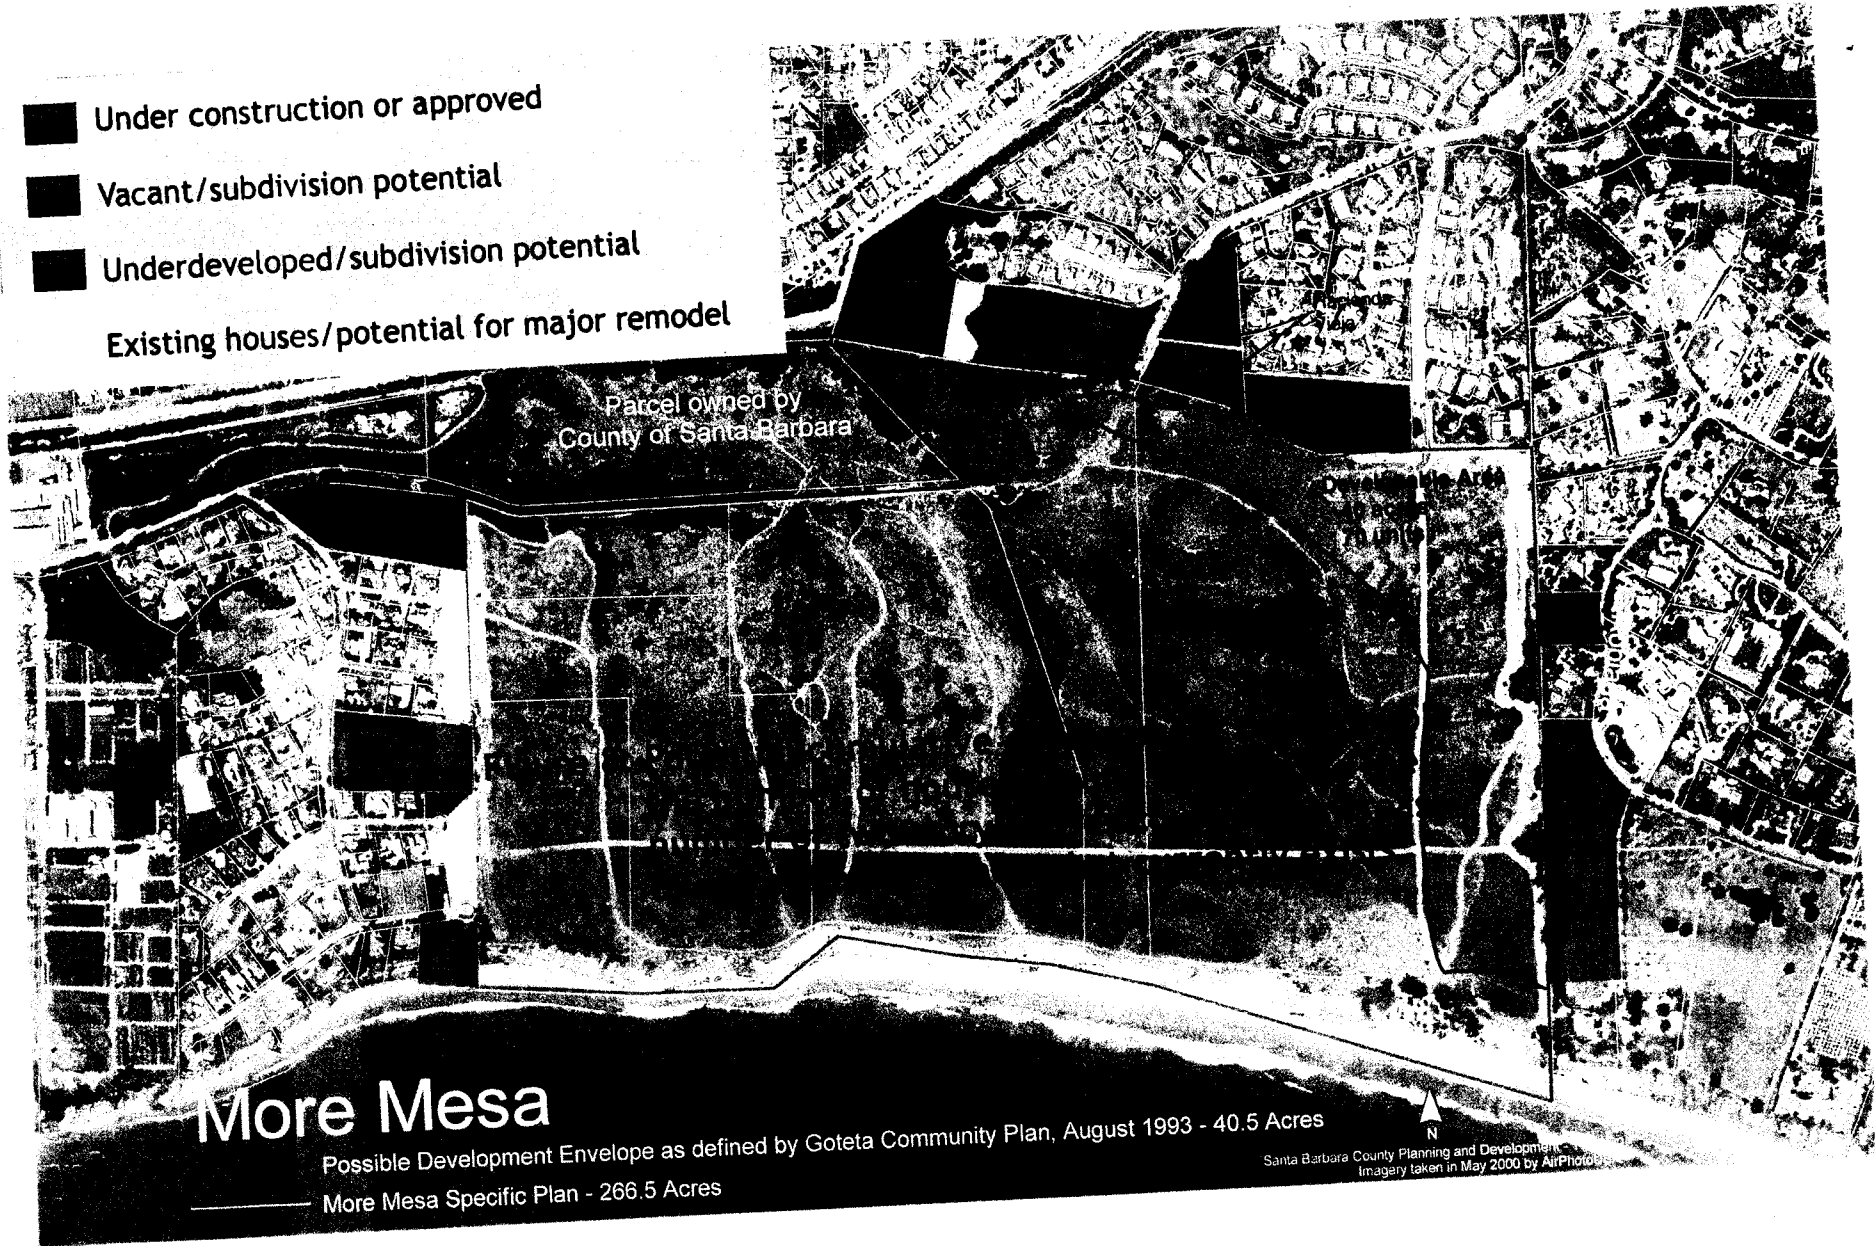 Under construction or approved
Vacant/subdivision potential
Underdeveloped/subdivision potential
Existing houses/potential for major remodel
Parcel owned by
County of Santa Barbara
Developable Area
More Mesa
Possible Development Envelope as defined by Goteta Community Plan, August 1993 - 40.5 Acres
More Mesa Specific Plan - 266.5 Acres
N
Santa Barbara County Planning and Development
Imagery taken in May 2000 by